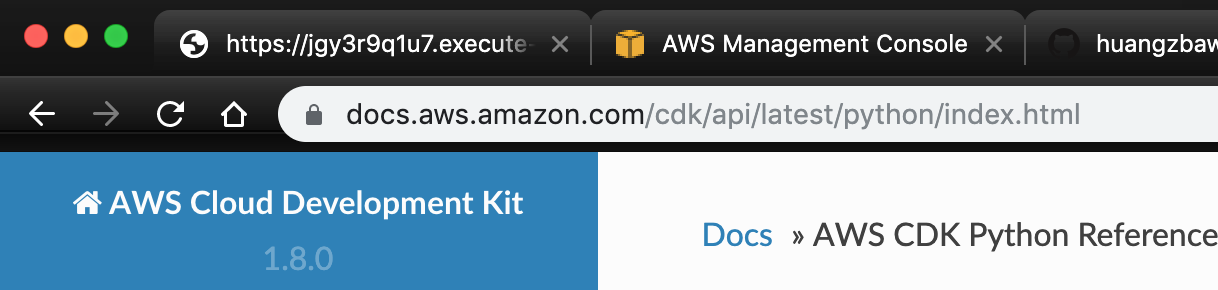 https://jgy3r9q1u7.execute-
AWS Management Console
huangzbaw
docs.aws.amazon.com/cdk/api/latest/python/index.html
AWS Cloud Development Kit
1.8.0
Docs » AWS CDK Python Reference